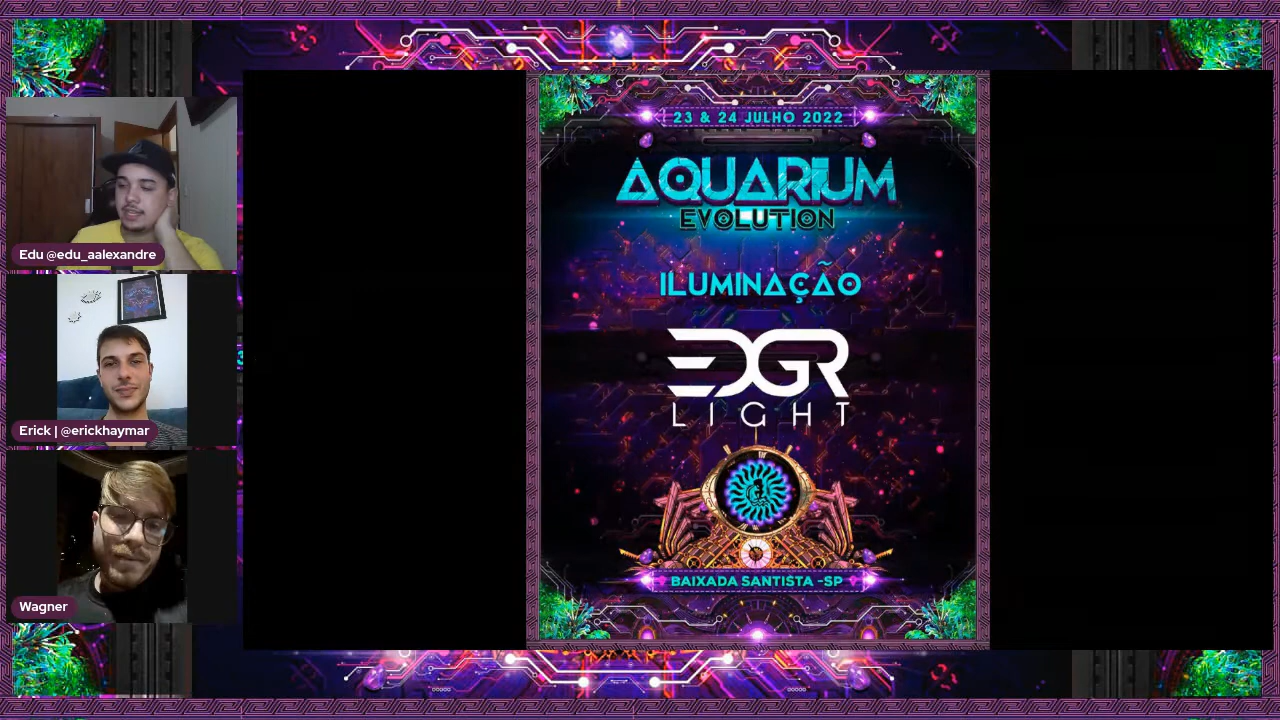 Edu @edu_aalexandre
Erick | @erickhaymar
Wagner
23 & 24 JULHO 2022
AQUARIUM
EVOLUTION
ILUMINAÇÃO
EDGR
LIGHT
BAIXADA SANTISTA -SP